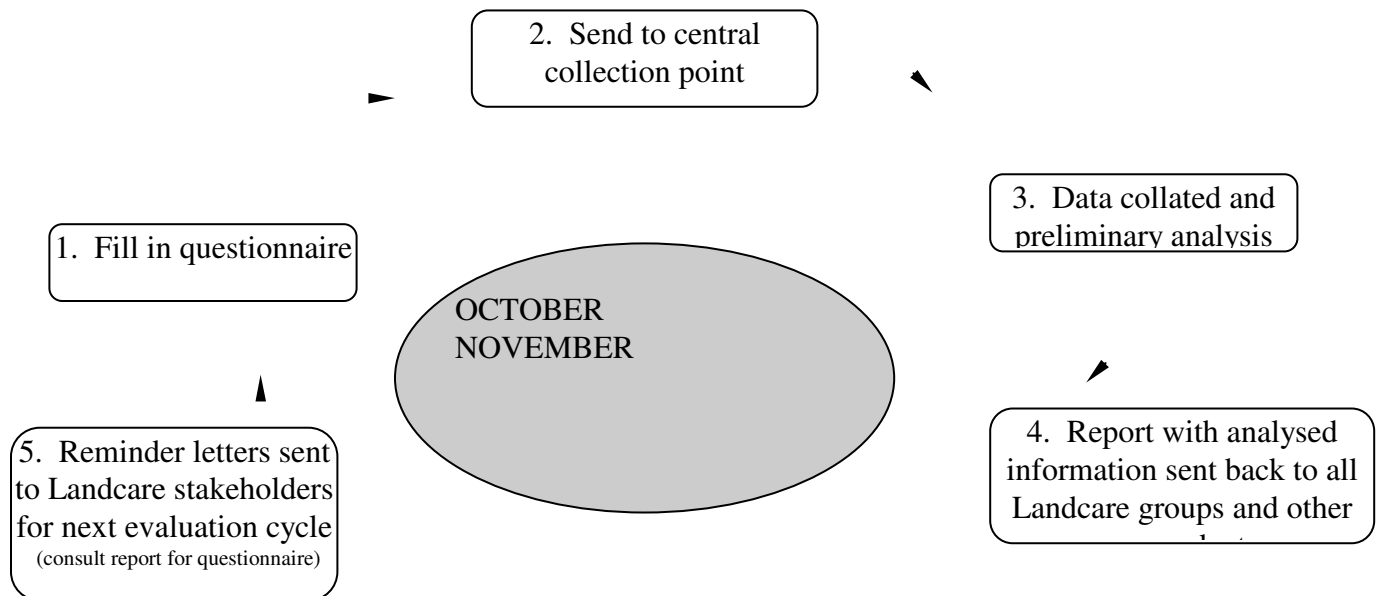 2. Send to central
collection point
3. Data collated and
preliminary analysis
1. Fill in questionnaire
OCTOBER
NOVEMBER
4. Report with analysed
information sent back to all
Landcare groups and other
5. Reminder letters sent
to Landcare stakeholders
for next evaluation cycle
(consult report for questionnaire)